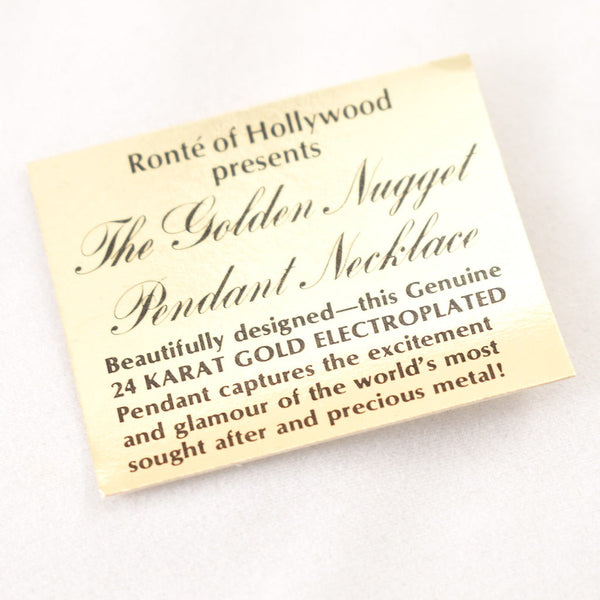 Ronté of Hollywood
presents
The Golden Nugget
Pendant Necklace
Beautifully designed—this Genuine
24 KARAT GOLD ELECTROPLATED
Pendant captures the excitement
and glamour of the world's most
sought after and precious metal!